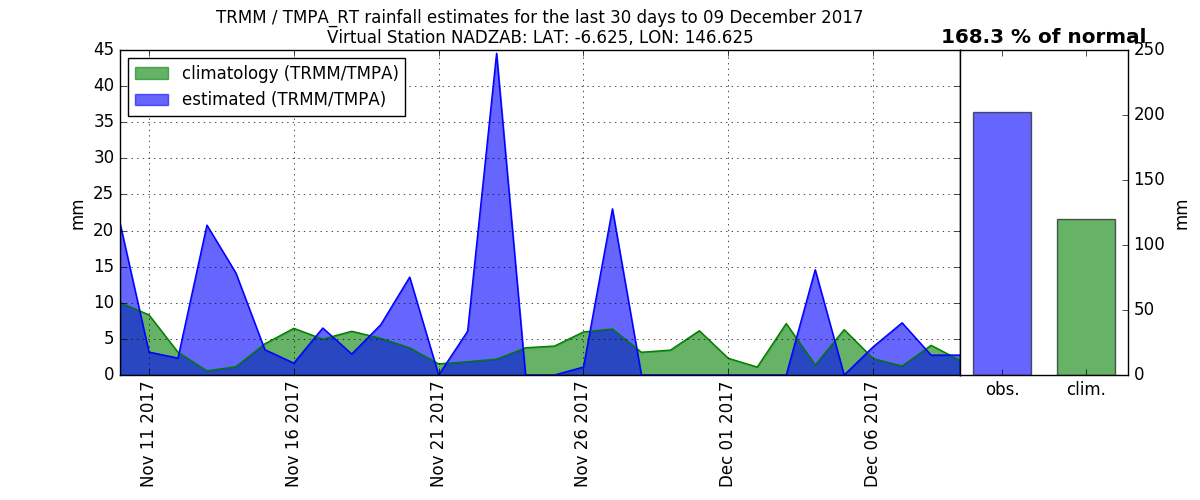 TRMM / TMPA_RT rainfall estimates for the last 30 days to 09 December 2017
Virtual Station NADZAB: LAT: -6.625, LON: 146.625
168.3 % of normal
climatology (TRMM/TMPA)
estimated (TRMM/TMPA)
45
40
35
30
25
20
15
10
5
0
mm
Nov 11 2017
Nov 16 2017
Nov 21 2017
Nov 26 2017
Dec 01 2017
Dec 06 2017
250
200
150
100
50
0
mm
obs.
clim.